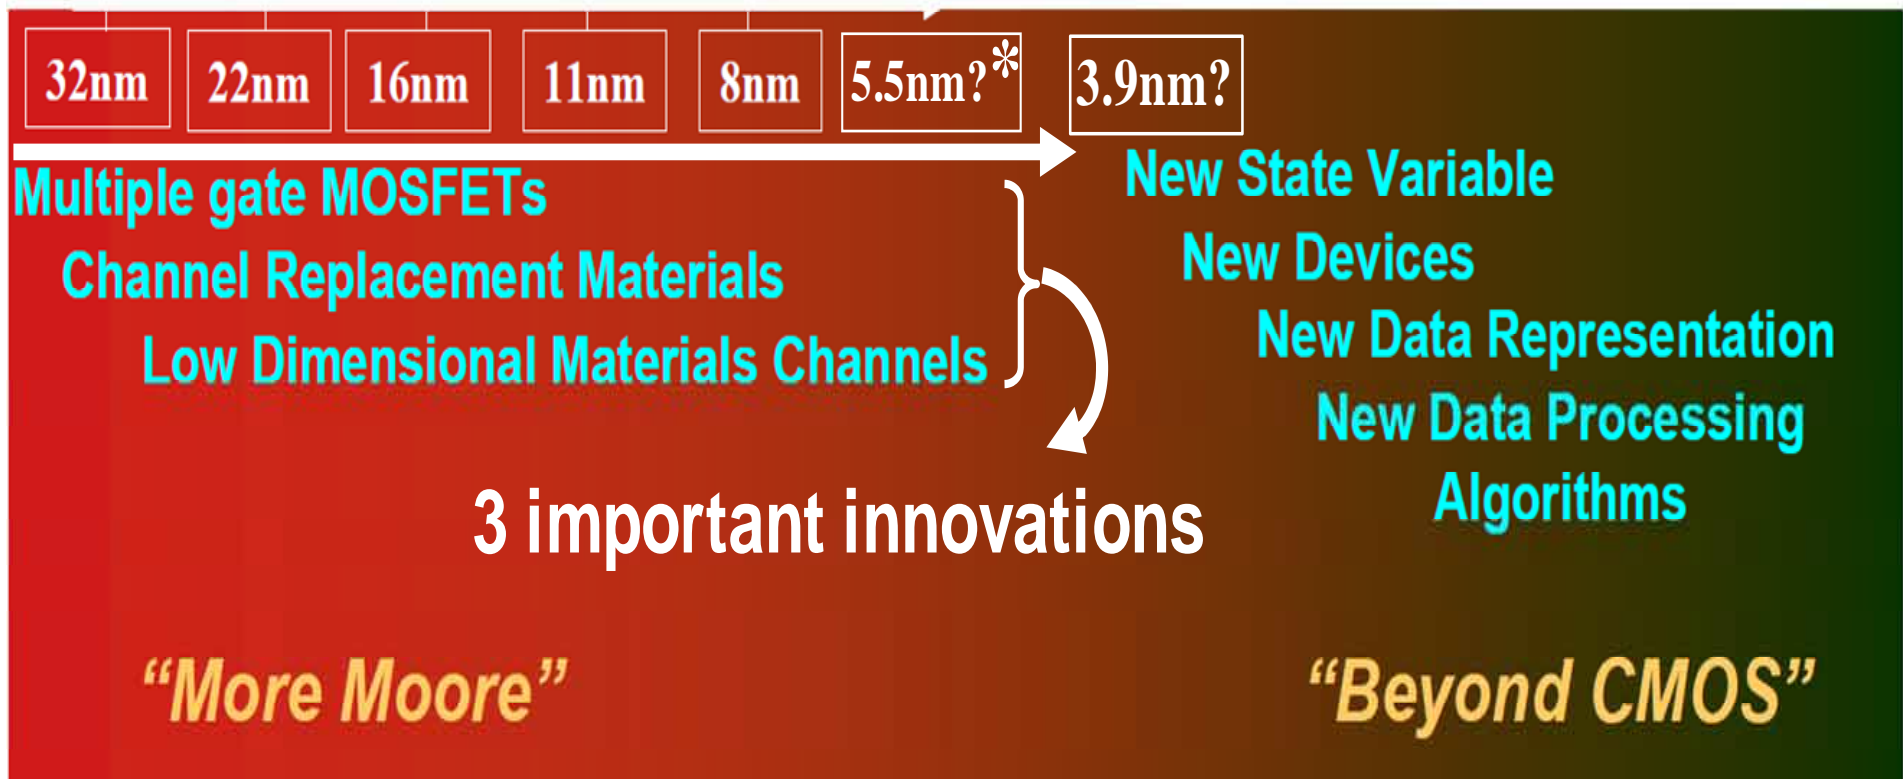 32nm 22nm 16nm 11nm 8nm 5.5nm?* 3.9nm?
Multiple gate MOSFETs
Channel Replacement Materials
Low Dimensional Materials Channels
New State Variable
New Devices
New Data Representation
New Data Processing
Algorithms
3 important innovations
“More Moore”
“Beyond CMOS”